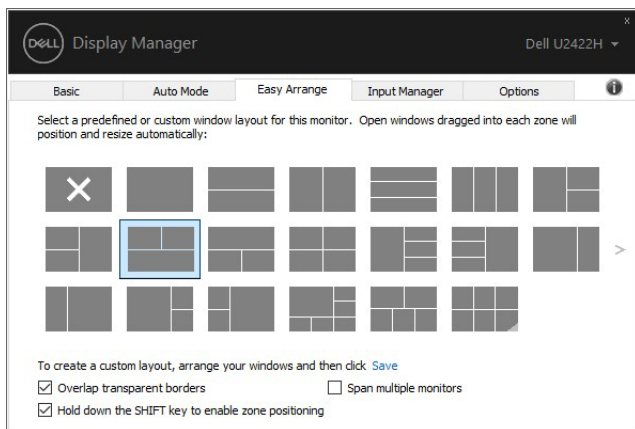 DELL Display Manager
x
Dell U2422H
Basic Auto Mode Easy Arrange Input Manager Options
Select a predefined or custom window layout for this monitor. Open windows dragged into each zone will
position and resize automatically:
To create a custom layout, arrange your windows and then click Save
Overlap transparent borders Span multiple monitors
Hold down the SHIFT key to enable zone positioning